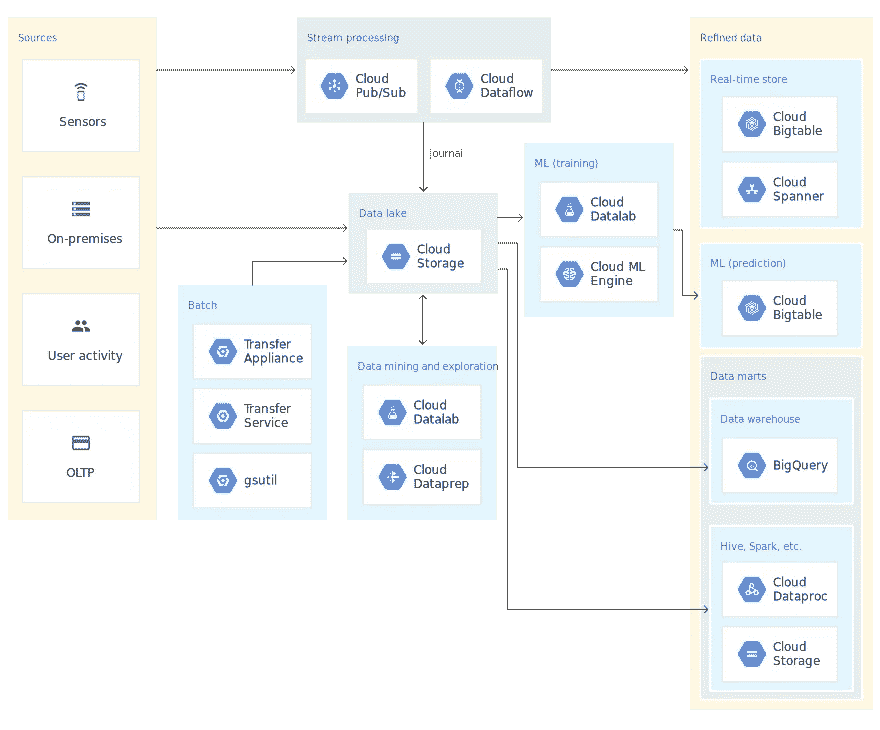 Sources
Sensors
On-premises
User activity
OLTP
Stream processing
Cloud
Pub/Sub
Cloud
Dataflow
journal
Data lake
Cloud
Storage
Batch
Transfer
Appliance
Transfer
Service
gsutil
Data mining and exploration
Cloud
Datalab
Cloud
Dataprep
ML (training)
Cloud
Datalab
Cloud ML
Engine
Refined data
Real-time store
Cloud
Bigtable
Cloud
Spanner
ML (prediction)
Cloud
Bigtable
Data marts
Data warehouse
BigQuery
Hive, Spark, etc.
Cloud
Dataproc
Cloud
Storage